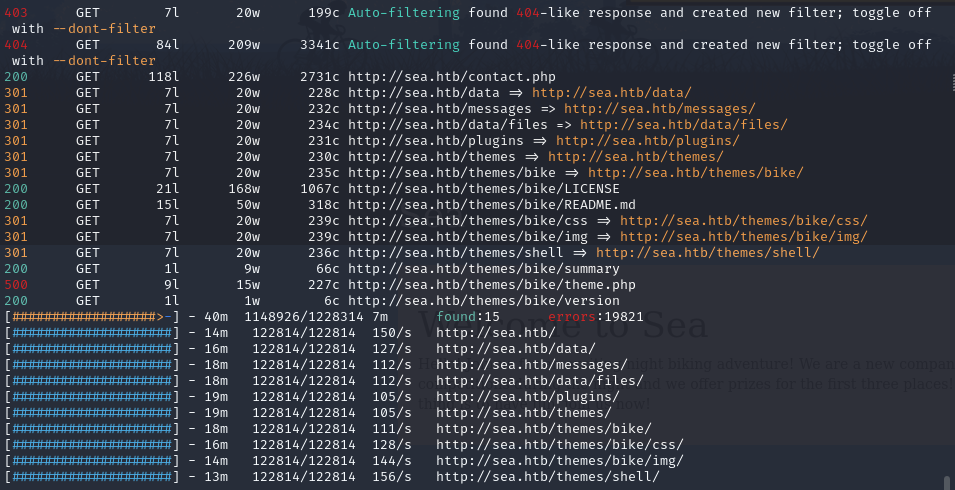 403 GET 7l 20w 199c Auto-filtering found 404-like response and created new filter; toggle off
with --dont-filter
404 GET 84l 209w 3341c Auto-filtering found 404-like response and created new filter; toggle off
with --dont-filter
200 GET 118l 226w 2731c http://sea.htb/contact.php
301 GET 7l 20w 228c http://sea.htb/data => http://sea.htb/data/
301 GET 7l 20w 232c http://sea.htb/messages => http://sea.htb/messages/
301 GET 7l 20w 234c http://sea.htb/data/files => http://sea.htb/data/files/
301 GET 7l 20w 231c http://sea.htb/plugins => http://sea.htb/plugins/
301 GET 7l 20w 230c http://sea.htb/themes => http://sea.htb/themes/
301 GET 7l 20w 235c http://sea.htb/themes/bike => http://sea.htb/themes/bike/
200 GET 21l 168w 1067c http://sea.htb/themes/bike/LICENSE
200 GET 15l 50w 318c http://sea.htb/themes/bike/README.md
301 GET 7l 20w 239c http://sea.htb/themes/bike/css => http://sea.htb/themes/bike/css/
301 GET 7l 20w 239c http://sea.htb/themes/bike/img => http://sea.htb/themes/bike/img/
301 GET 7l 20w 236c http://sea.htb/themes/shell => http://sea.htb/themes/shell/
200 GET 1l 9w 66c http://sea.htb/themes/bike/summary
500 GET 9l 15w 227c http://sea.htb/themes/bike/theme.php
200 GET 1l 1w 6c http://sea.htb/themes/bike/version
[##################>-] - 40m 1148926/1228314 7m found:15 errors:19821
[####################] - 14m 122814/122814 150/s http://sea.htb/
[####################] - 16m 122814/122814 127/s http://sea.htb/data/
[####################] - 18m 122814/122814 112/s http://sea.htb/messages/
[####################] - 18m 122814/122814 112/s http://sea.htb/data/files/
[####################] - 19m 122814/122814 105/s http://sea.htb/plugins/
[####################] - 19m 122814/122814 105/s http://sea.htb/themes/
[####################] - 18m 122814/122814 111/s http://sea.htb/themes/bike/
[####################] - 16m 122814/122814 128/s http://sea.htb/themes/bike/css/
[####################] - 14m 122814/122814 144/s http://sea.htb/themes/bike/img/
[####################] - 13m 122814/122814 156/s http://sea.htb/themes/shell/
Welcome to Sea